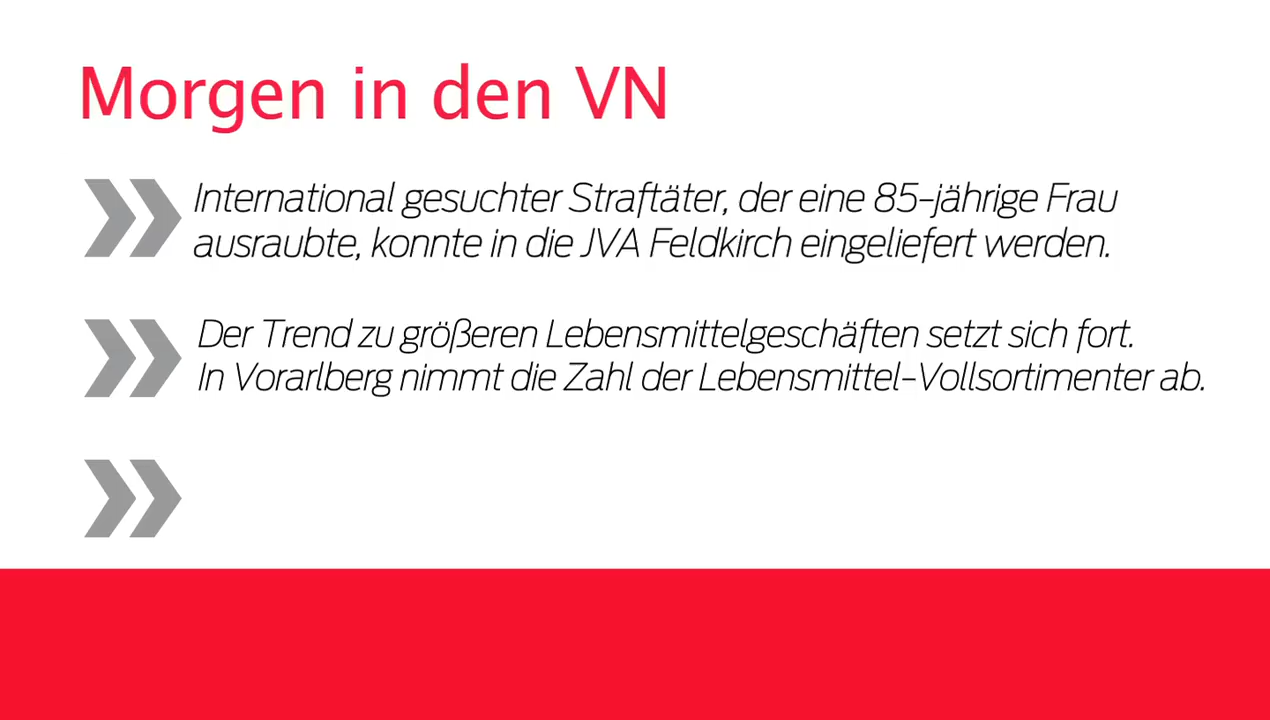 Morgen in den VN
International gesuchter Straftäter, der eine 85-jährige Frau
ausraubte, konnte in die JVA Feldkirch eingeliefert werden.
Der Trend zu größeren Lebensmittelgeschäften setzt sich fort.
In Vorarlberg nimmt die Zahl der Lebensmittel-Vollsortimenter ab.